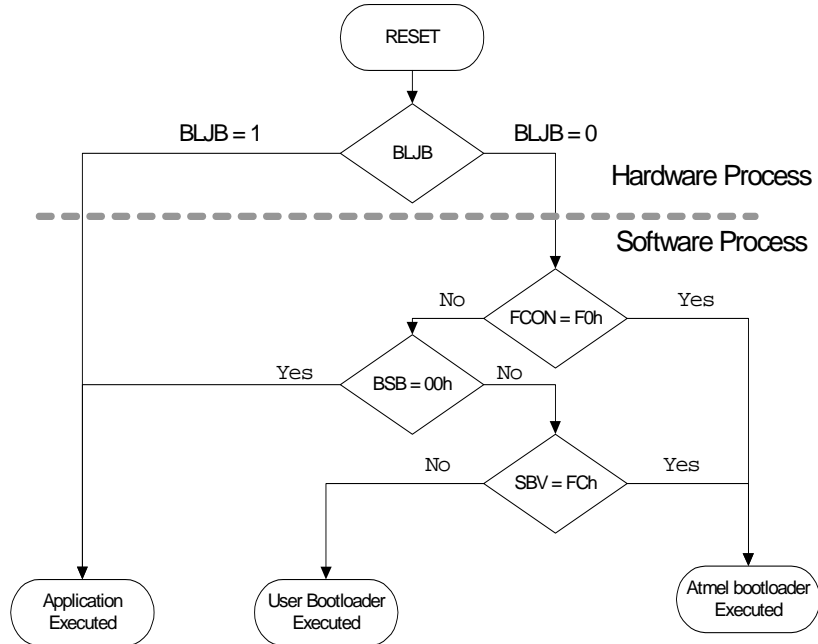 RESET
BLJB = 1
BLJB = 0
BLJB
Hardware Process
Software Process
No
Yes
FCON = F0h
Yes
No
BSB = 00h
No
Yes
SBV = FCh
Application
Executed
User Bootloader
Executed
Atmel bootloader
Executed